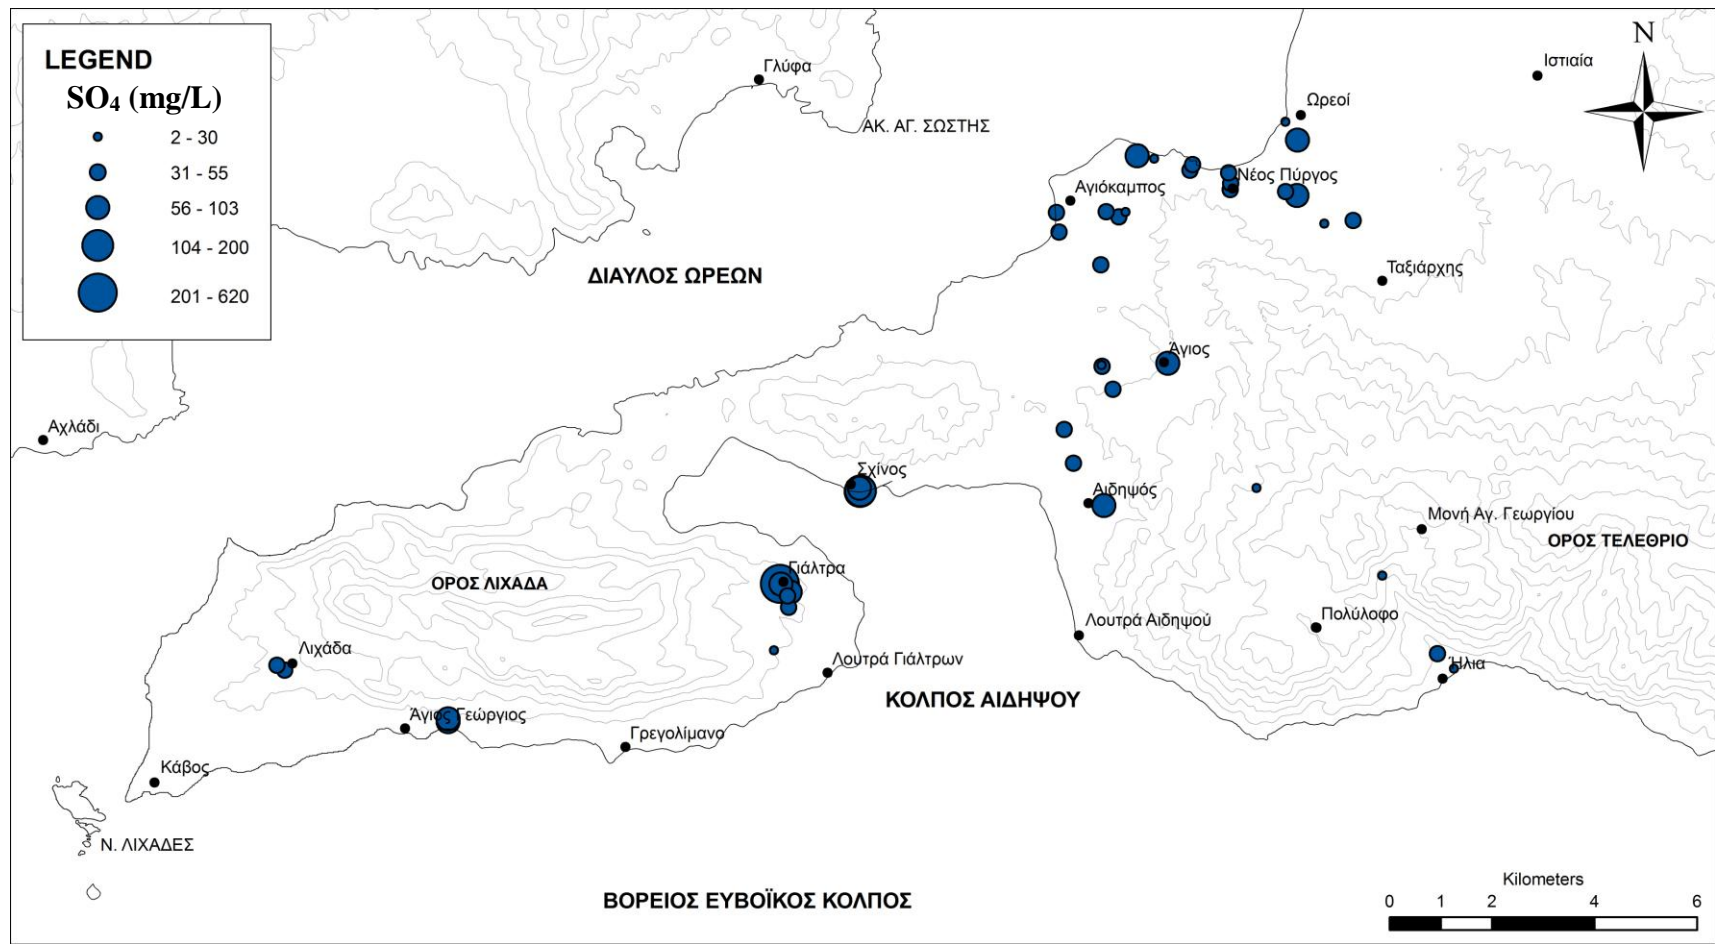 LEGEND
SO₄ (mg/L)
2 - 30
31 - 55
56 - 103
104 - 200
201 - 620
Γλύφα
ΑΚ. ΑΓ. ΣΩΣΤΗΣ
N
Ιστιαία
Ωρεοί
Νέος Πύργος
Αγιόκαμπος
ΔΙΑΥΛΟΣ ΩΡΕΩΝ
Ταξιάρχης
Άγιος
Αχλάδι
Σχίνος
Αιδηψός
Μονή Αγ. Γεωργίου
ΟΡΟΣ ΤΕΛΕΘΡΙΟ
ΟΡΟΣ ΛΙΧΑΔΑ
Γιάλτρα
Πολύλοφο
Λουτρά Αιδηψού
Λιχάδα
Λουτρά Γιάλτρων
Ήλια
ΚΟΛΠΟΣ ΑΙΔΗΨΟΥ
Άγιος Γεώργιος
Γρεγολίμανο
Κάβος
Ν. ΛΙΧΑΔΕΣ
ΒΟΡΕΙΟΣ ΕΥΒΟΪΚΟΣ ΚΟΛΠΟΣ
Kilometers
0 1 2 4 6